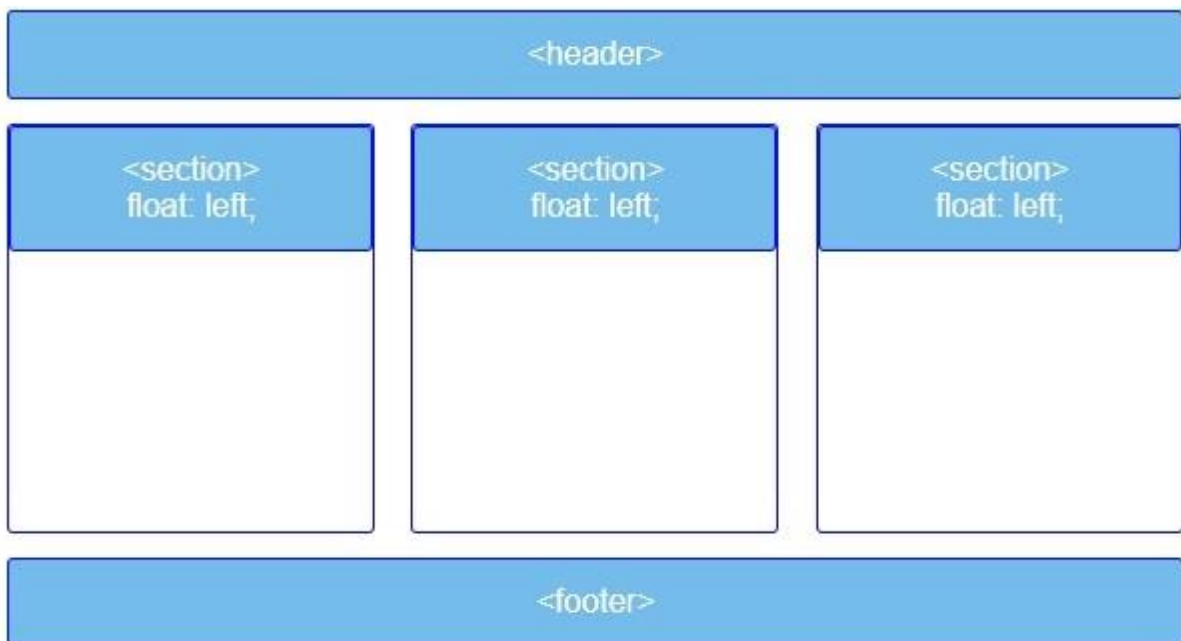 <header>
<section>
float: left;
<section>
float: left;
<section>
float: left;
<footer>